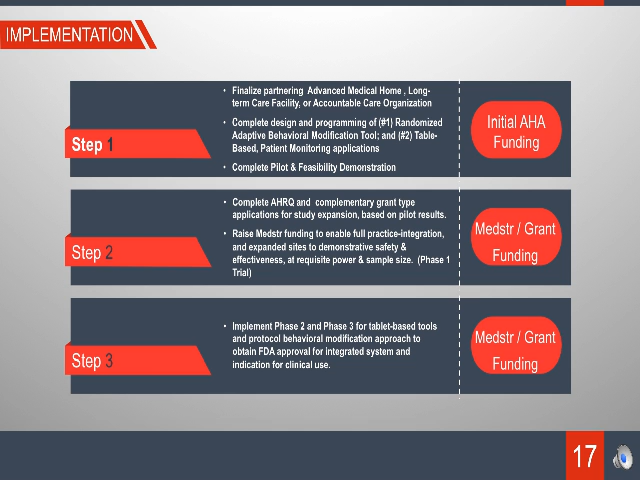 IMPLEMENTATION
• Finalize partnering Advanced Medical Home , Long-
term Care Facility, or Accountable Care Organization
• Complete design and programming of (#1) Randomized
Adaptive Behavioral Modification Tool; and (#2) Table-
Based, Patient Monitoring applications
• Complete Pilot & Feasibility Demonstration
Step 1
Initial AHA
Funding
• Complete AHRQ and complementary grant type
applications for study expansion, based on pilot results.
• Raise Medstr funding to enable full practice-integration,
and expanded sites to demonstrative safety &
effectiveness, at requisite power & sample size. (Phase 1
Trial)
Step 2
Medstr / Grant
Funding
• Implement Phase 2 and Phase 3 for tablet-based tools
and protocol behavioral modification approach to
obtain FDA approval for integrated system and
indication for clinical use.
Step 3
Medstr / Grant
Funding
17